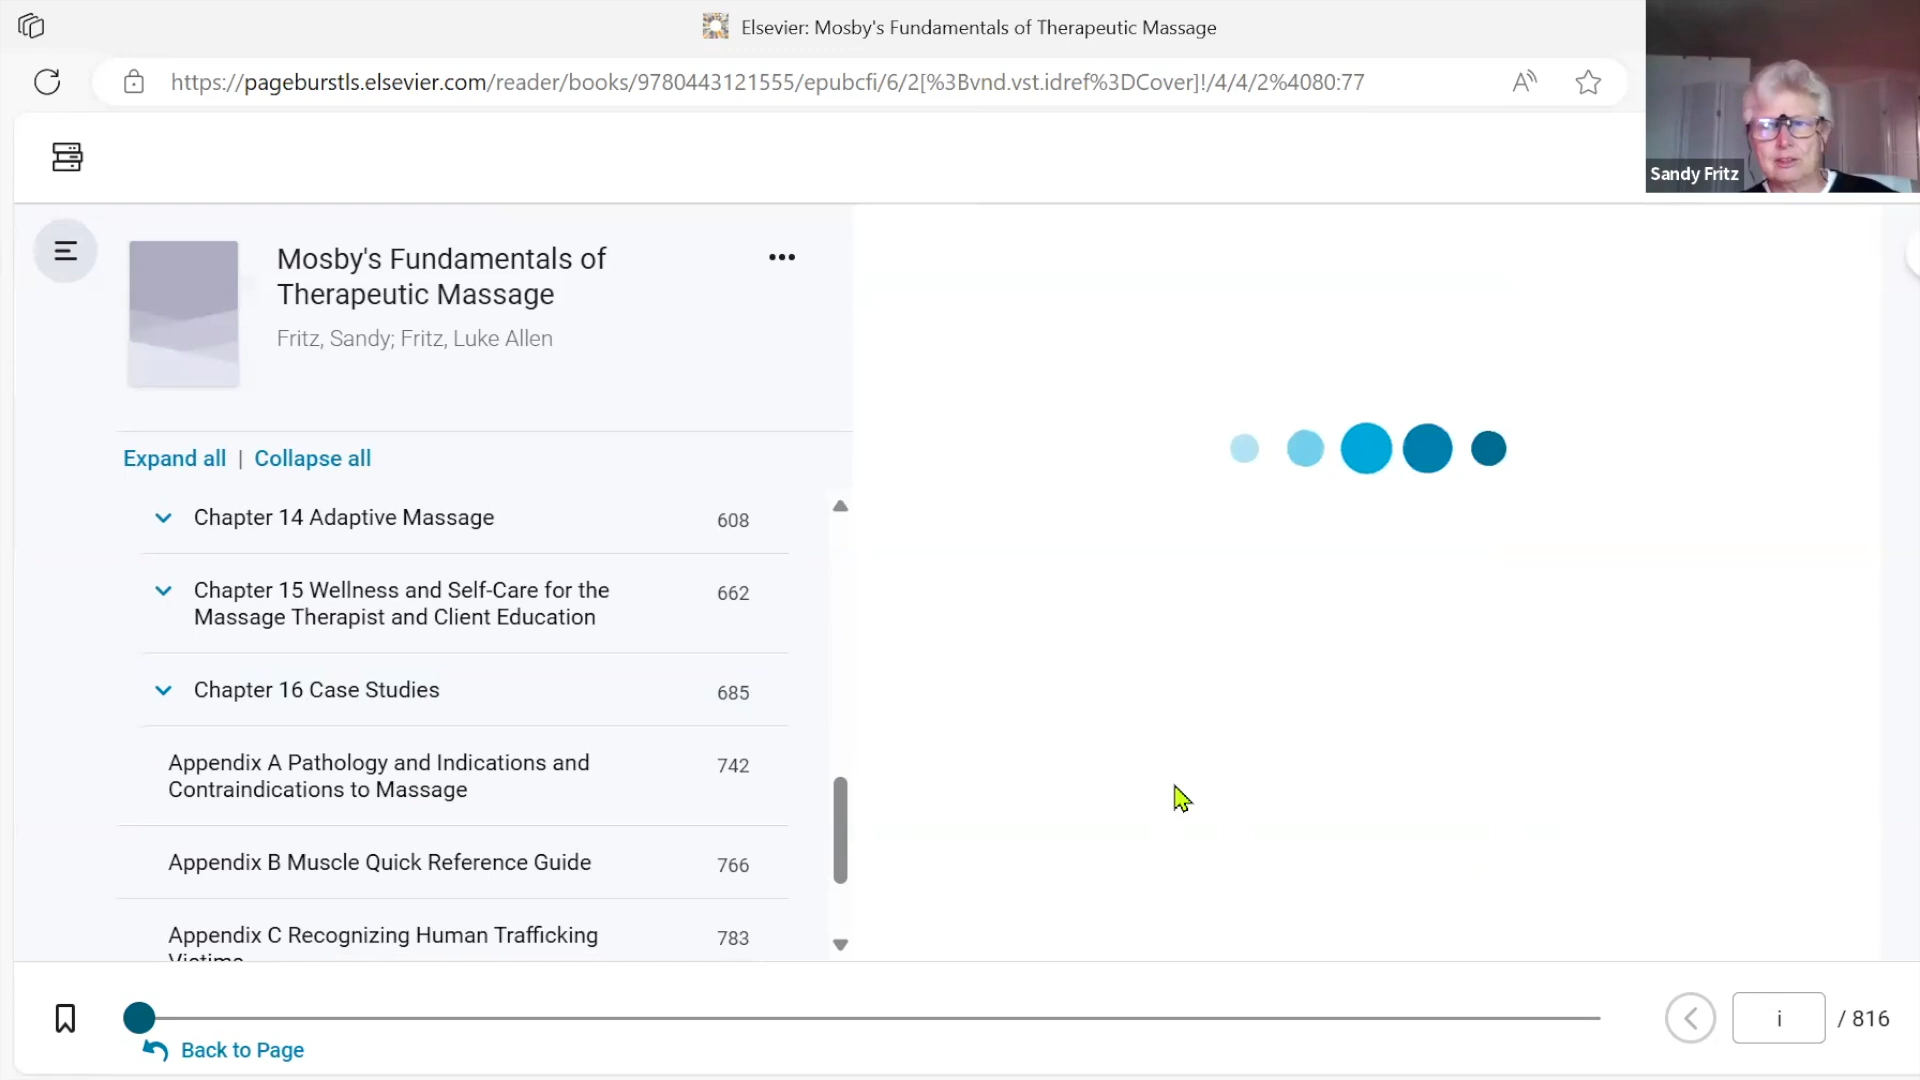 Elsevier: Mosby's Fundamentals of Therapeutic Massage
https://pageburstls.elsevier.com/reader/books/9780443121555/epubcfi/6/2[%3Bvnd.vst.idref%3DCover]!/4/4/2%4080:77
Sandy Fritz
Mosby's Fundamentals of
Therapeutic Massage
Fritz, Sandy; Fritz, Luke Allen
Expand all | Collapse all
Chapter 14 Adaptive Massage 608
Chapter 15 Wellness and Self-Care for the 662
Massage Therapist and Client Education
Chapter 16 Case Studies 685
Appendix A Pathology and Indications and 742
Contraindications to Massage
Appendix B Muscle Quick Reference Guide 766
Appendix C Recognizing Human Trafficking 783
Victims
i / 816
Back to Page